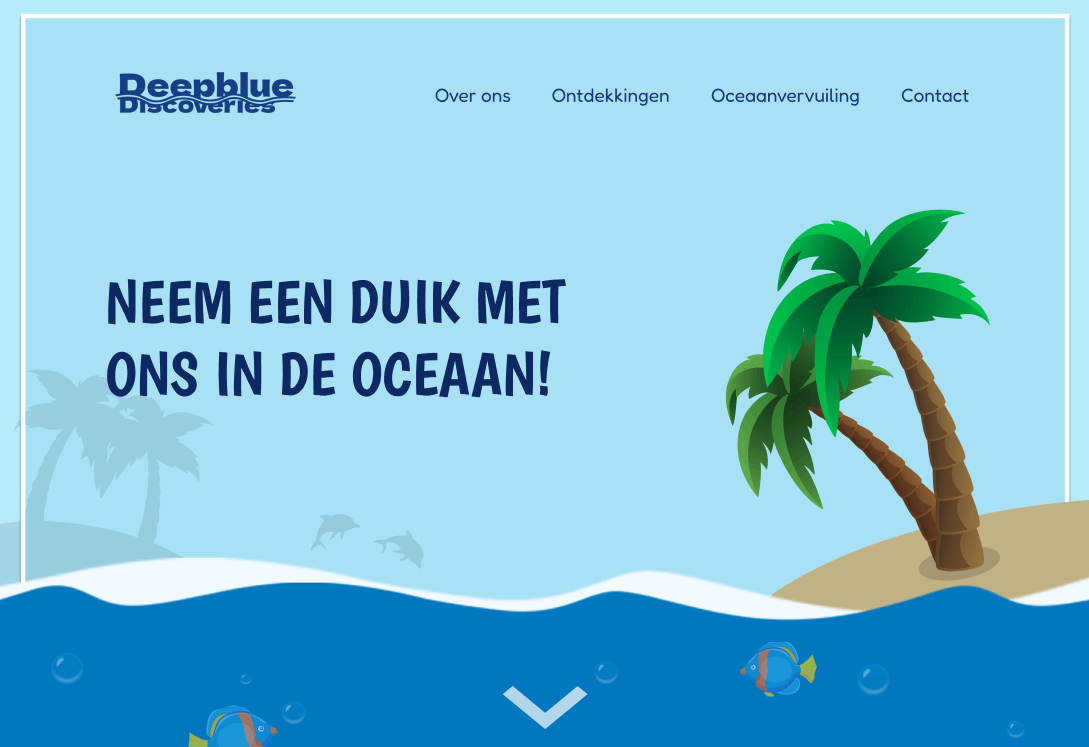 Deepblue
Discoveries
Over ons
Ontdekkingen
Oceaanvervuiling
Contact
NEEM EEN DUIK MET
ONS IN DE OCEAAN!